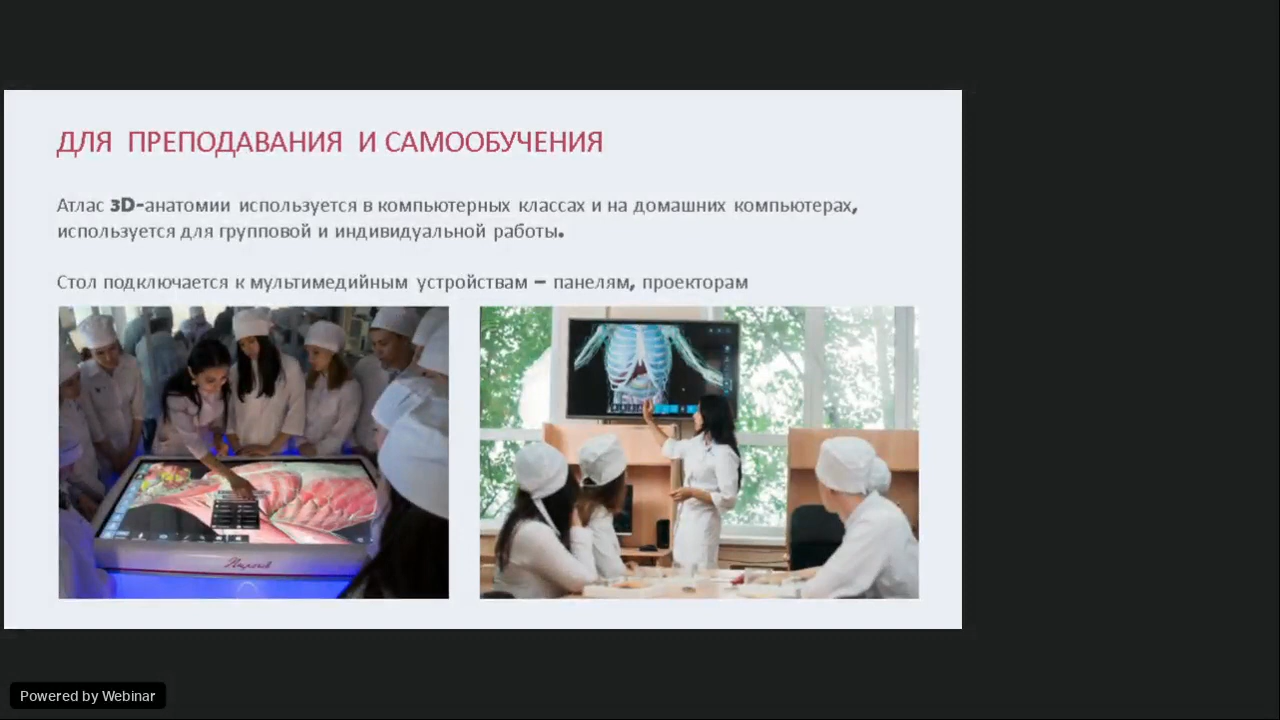 ДЛЯ ПРЕПОДАВАНИЯ И САМООБУЧЕНИЯ
Атлас 3D-анатомии используется в компьютерных классах и на домашних компьютерах,
используется для групповой и индивидуальной работы.
Стол подключается к мультимедийным устройствам – панелям, проекторам
Пирогов
Powered by Webinar